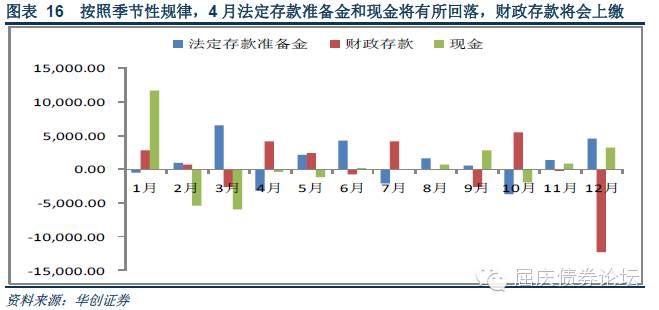 图表 16 按照季节性规律，4 月法定存款准备金和现金将有所回落，财政存款将会上缴
法定存款准备金 财政存款 现金
15,000.00
10,000.00
5,000.00
0.00
-5,000.00
-10,000.00
-15,000.00
1月 2月 3月 4月 5月 6月 7月 8月 9月 10月 11月 12月
屈庆债券论坛
资料来源：华创证券